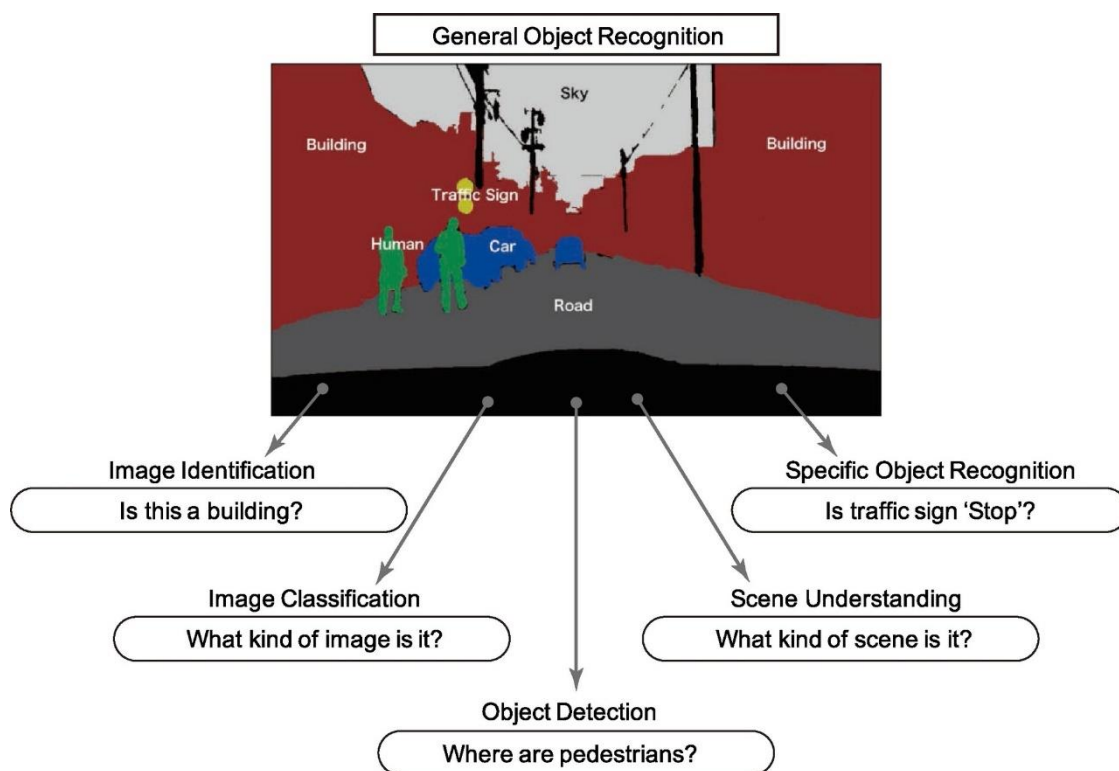 General Object Recognition
Sky
Building
Building
Traffic Sign
Human
Car
Road
Image Identification
Is this a building?
Specific Object Recognition
Is traffic sign ‘Stop’?
Image Classification
What kind of image is it?
Scene Understanding
What kind of scene is it?
Object Detection
Where are pedestrians?